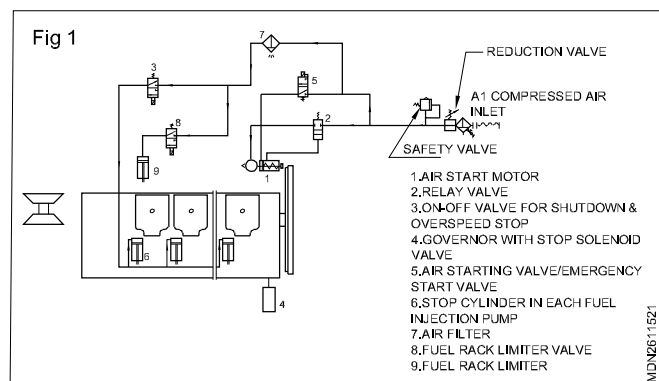 Fig 1
7
REDUCTION VALVE
3
5
A1 COMPRESSED AIR
INLET
8
2
SAFETY VALVE
9
1
1.AIR START MOTOR
2.RELAY VALVE
3.ON-OFF VALVE FOR SHUTDOWN &
OVERSPEED STOP
4.GOVERNOR WITH STOP SOLENOID
VALVE
5.AIR STARTING VALVE/EMERGENCY
START VALVE
6.STOP CYLINDER IN EACH FUEL
INJECTION PUMP
7.AIR FILTER
8.FUEL RACK LIMITER VALVE
9.FUEL RACK LIMITER
6
4
MDN2611521